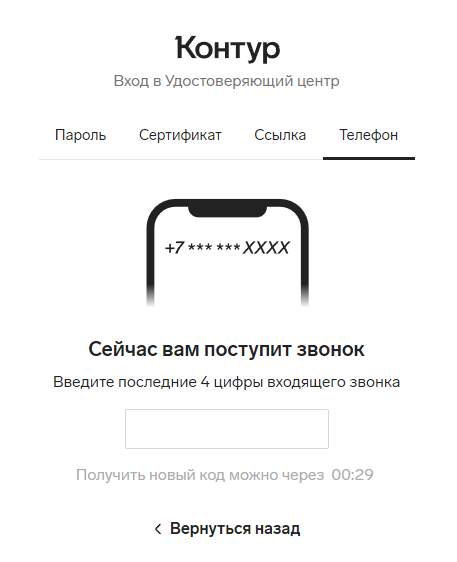 Контур
Вход в Удостоверяющий центр
Пароль Сертификат Ссылка Телефон
+7 *** *** XXXX
Сейчас вам поступит звонок
Введите последние 4 цифры входящего звонка
Получить новый код можно через 00:29
Вернуться назад